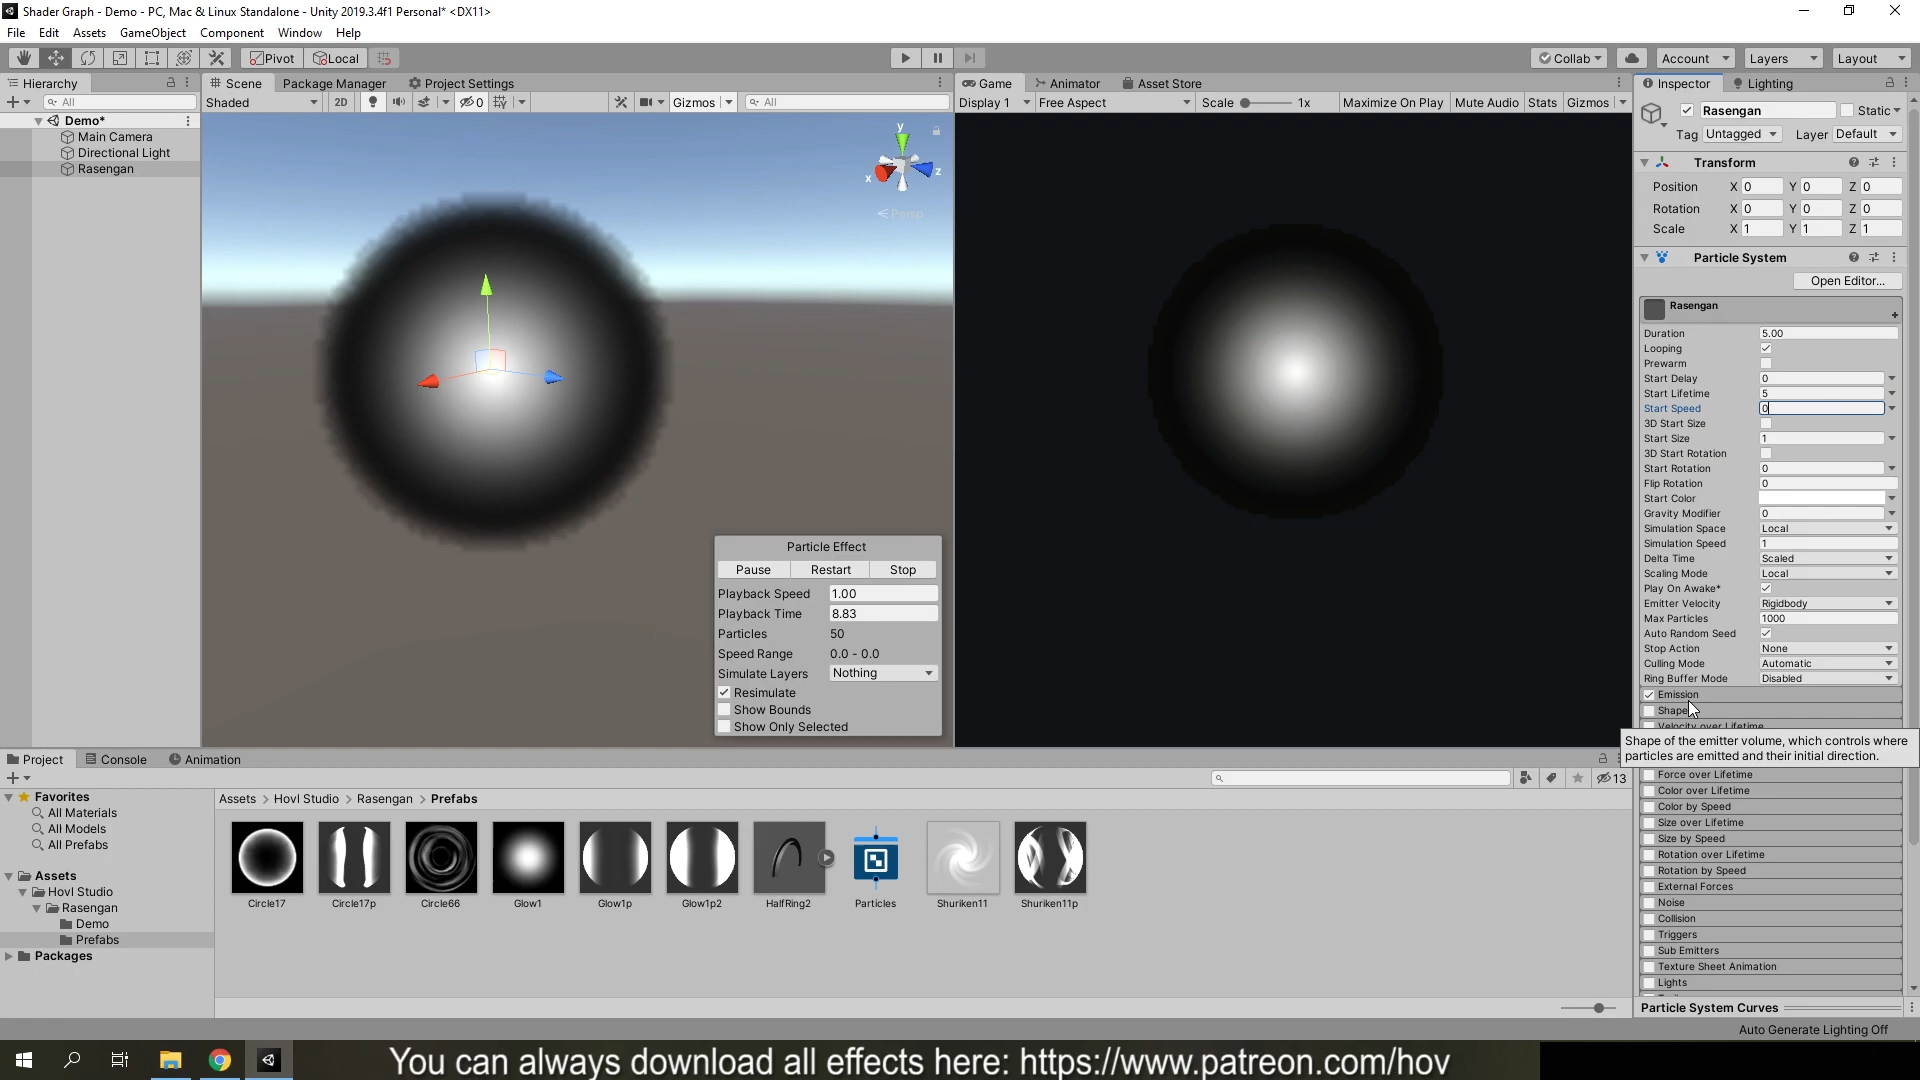 Shader Graph - Demo - PC, Mac & Linux Standalone - Unity 2019.3.4f1 Personal* <DX11>
File Edit Assets GameObject Component Window Help
Pivot Local Collab Account Layers Layout
Hierarchy Scene Package Manager Project Settings Game Animator Asset Store Inspector Lighting
All Shaded 2D 0 Gizmos All Display 1 Free Aspect Scale 1x Maximize On Play Mute Audio Stats Gizmos
Rasengan Static
Tag Untagged Layer Default
Demo*
Main Camera
Directional Light
Rasengan
y
x
z
Persp
Transform
Position X 0 Y 0 Z 0
Rotation X 0 Y 0 Z 0
Scale X 1 Y 1 Z 1
Particle System
Open Editor...
Rasengan
Duration 5.00
Looping
Prewarm
Start Delay 0
Start Lifetime 5
Start Speed 0
3D Start Size
Start Size 1
3D Start Rotation
Start Rotation 0
Flip Rotation 0
Start Color
Gravity Modifier 0
Simulation Space Local
Simulation Speed 1
Delta Time Scaled
Scaling Mode Local
Play On Awake*
Emitter Velocity Rigidbody
Max Particles 1000
Auto Random Seed
Stop Action None
Culling Mode Automatic
Ring Buffer Mode Disabled
Emission
Shape
Velocity over Lifetime
Shape of the emitter volume, which controls where
particles are emitted and their initial direction.
Force over Lifetime
Color over Lifetime
Color by Speed
Size over Lifetime
Size by Speed
Rotation over Lifetime
Rotation by Speed
External Forces
Noise
Collision
Triggers
Sub Emitters
Texture Sheet Animation
Lights
Particle System Curves
Auto Generate Lighting Off
Particle Effect
Pause Restart Stop
Playback Speed 1.00
Playback Time 8.83
Particles 50
Speed Range 0.0 - 0.0
Simulate Layers Nothing
Resimulate
Show Bounds
Show Only Selected
Project Console Animation
13
Favorites
All Materials
All Models
All Prefabs
Assets
Hovl Studio
Rasengan
Demo
Prefabs
Packages
Assets > Hovl Studio > Rasengan > Prefabs
Circle17 Circle17p Circle66 Glow1 Glow1p Glow1p2 HalfRing2 Particles Shuriken11 Shuriken11p
You can always download all effects here: https://www.patreon.com/hov